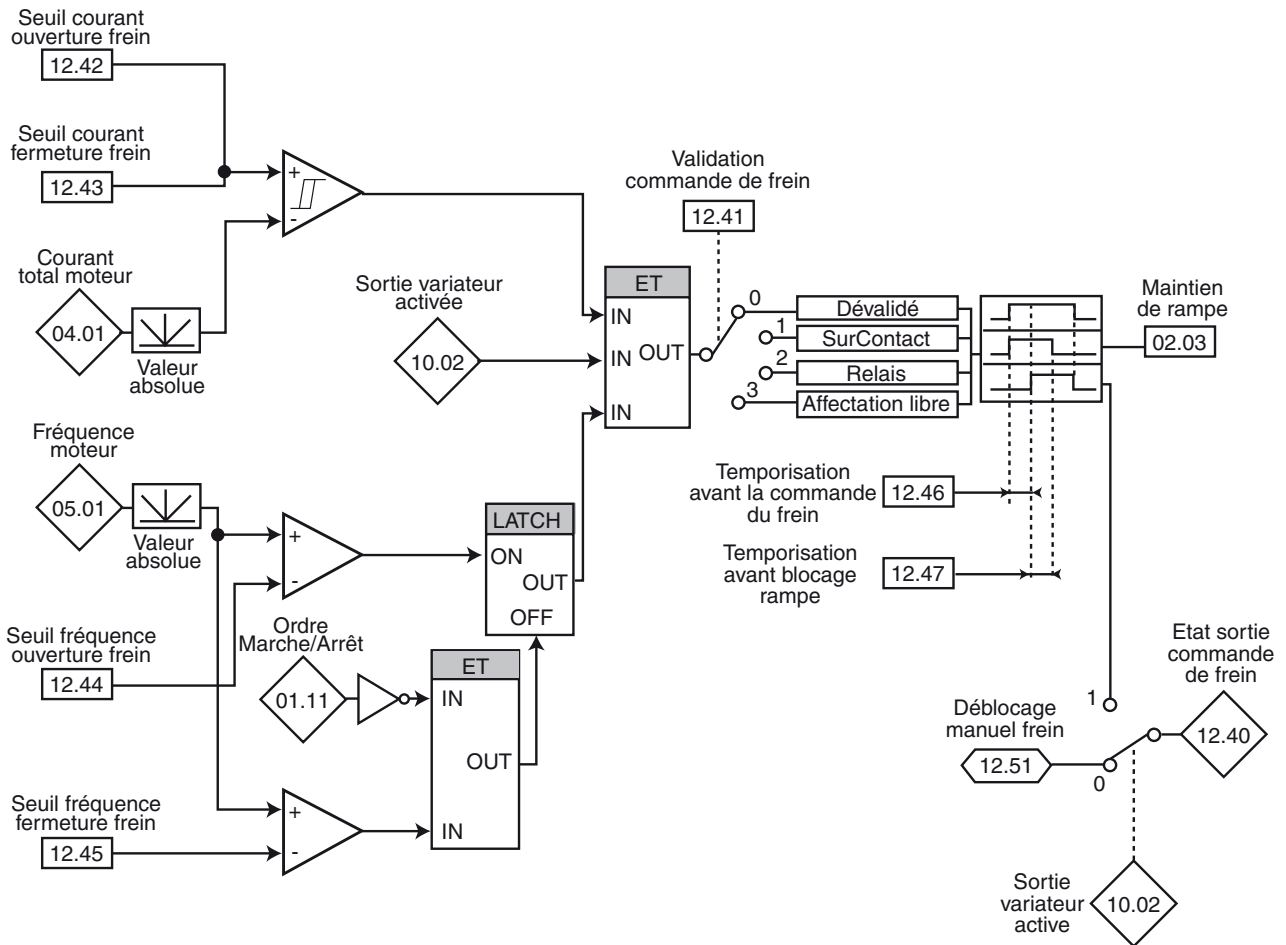 Seuil courant
ouverture frein
12.42
Seuil courant
fermeture frein
12.43
+
-
Courant
total moteur
04.01
Valeur
absolue
Sortie variateur
activée
10.02
ET
IN
IN
OUT
IN
Validation
commande de frein
12.41
0
1
2
3
Dévalidé
SurContact
Relais
Affectation libre
Maintien
de rampe
02.03
Fréquence
moteur
05.01
Valeur
absolue
+
-
LATCH
ON
OUT
OFF
Temporisation
avant la commande
du frein
12.46
Temporisation
avant blocage
rampe
12.47
Seuil fréquence
ouverture frein
12.44
Ordre
Marche/Arrêt
01.11
ET
IN
OUT
IN
Seuil fréquence
fermeture frein
12.45
+
-
Etat sortie
commande
de frein
12.40
1
0
Déblocage
manuel frein
12.51
Sortie
variateur
active
10.02